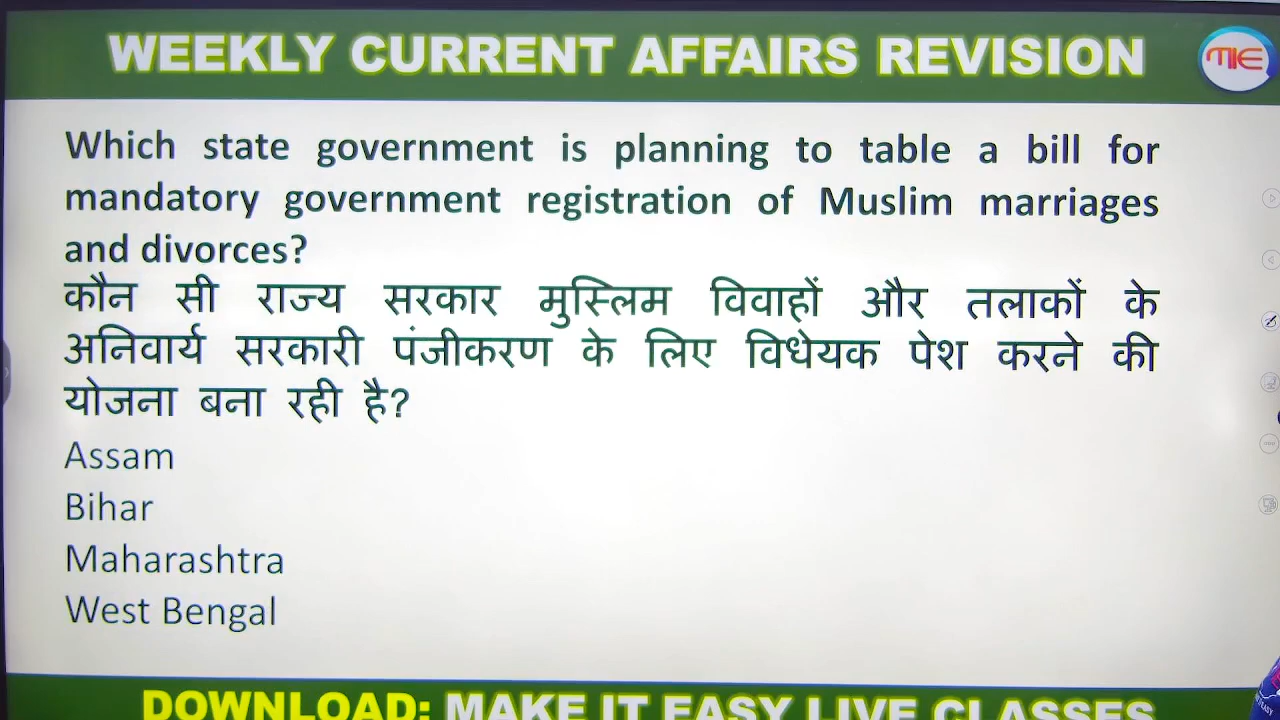 WEEKLY CURRENT AFFAIRS REVISION
MIE
Which state government is planning to table a bill for
mandatory government registration of Muslim marriages
and divorces?
कौन सी राज्य सरकार मुस्लिम विवाहों और तलाकों के
अनिवार्य सरकारी पंजीकरण के लिए विधेयक पेश करने की
योजना बना रही है?
Assam
Bihar
Maharashtra
West Bengal
DOWNLOAD: MAKE IT EASY LIVE CLASSES